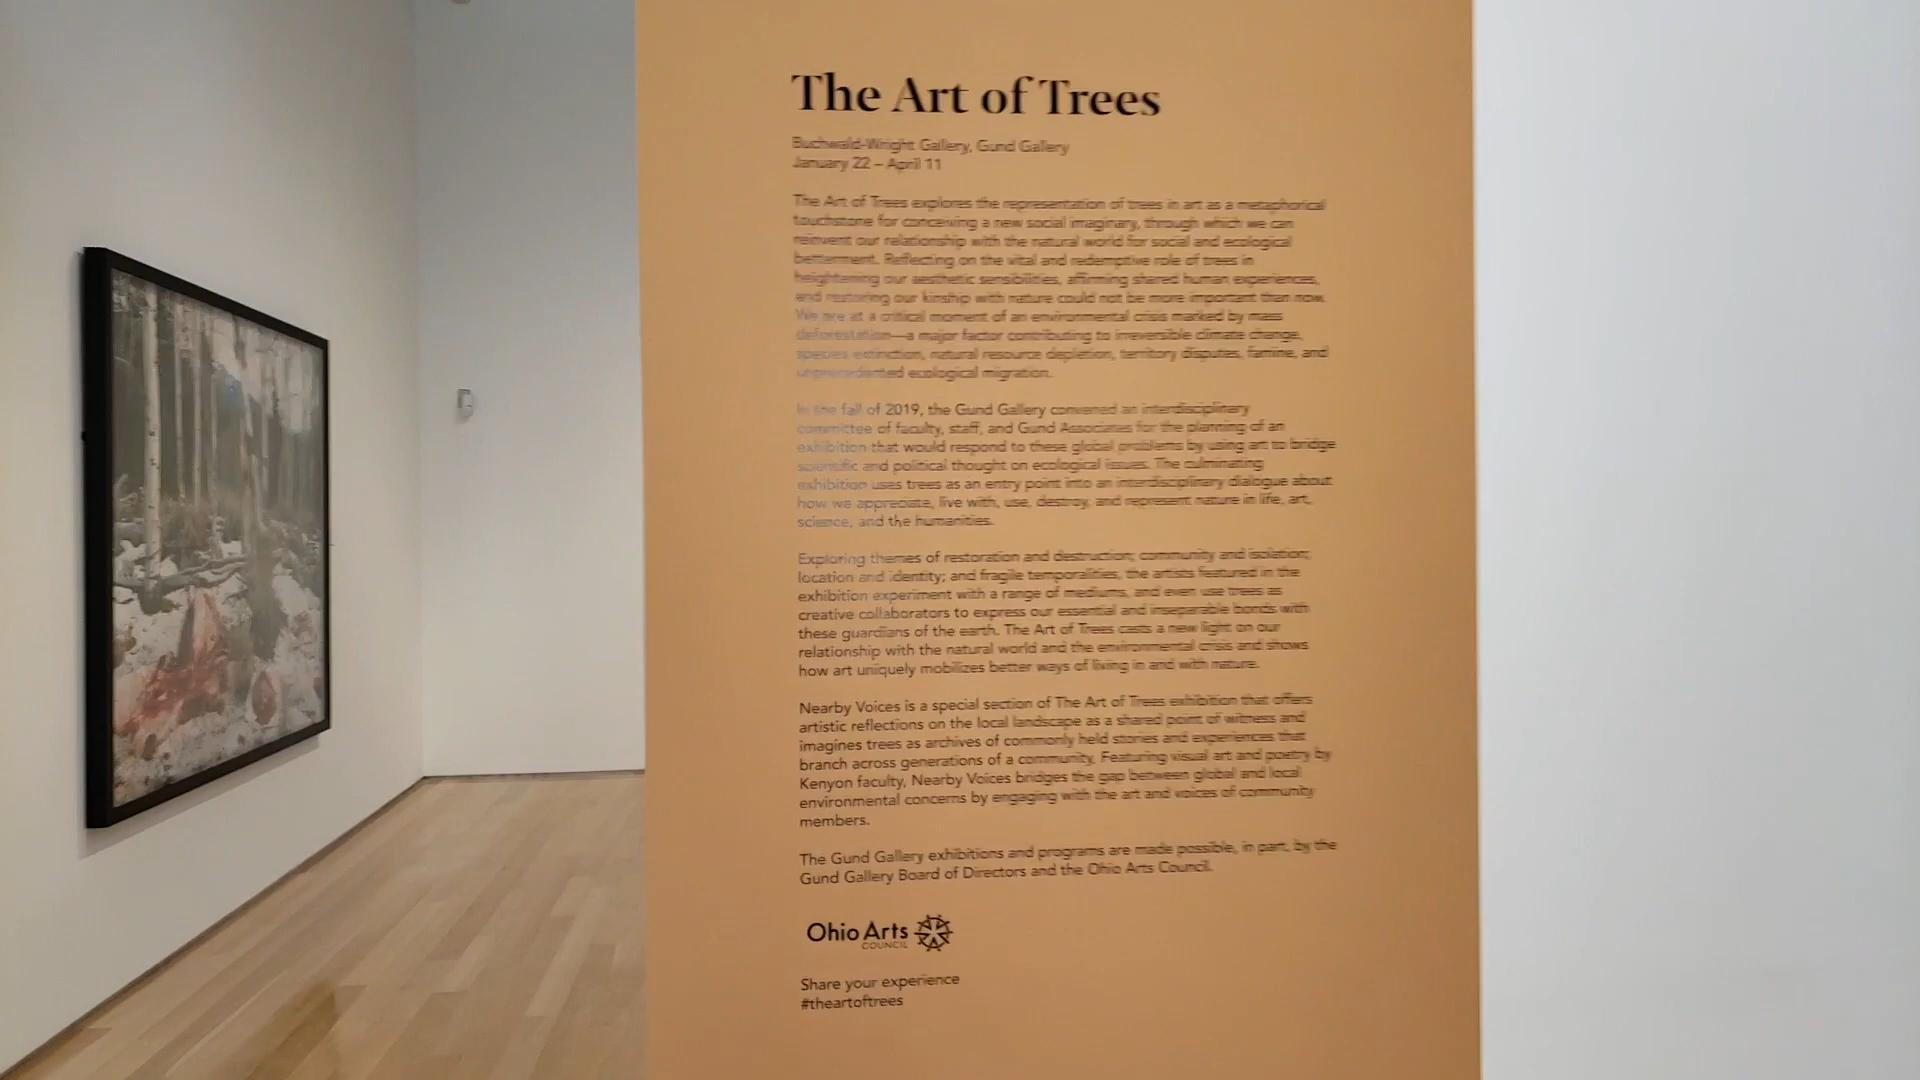 The Art of Trees
Buchwald-Wright Gallery, Gund Gallery
January 22 – April 11
The Art of Trees explores the representation of trees in art as a metaphorical
touchstone for conceiving a new social imaginary, through which we can
reinvent our relationship with the natural world for social and ecological
betterment. Reflecting on the vital and redemptive role of trees in
heightening our aesthetic sensibilities, affirming shared human experiences,
and restoring our kinship with nature could not be more important than now.
We are at a critical moment of an environmental crisis marked by mass
deforestation—a major factor contributing to irreversible climate change,
species extinction, natural resource depletion, territory disputes, famine, and
unprecedented ecological migration.
In the fall of 2019, the Gund Gallery convened an interdisciplinary
committee of faculty, staff, and Gund Associates for the planning of an
exhibition that would respond to these global problems by using art to bridge
scientific and political thought on ecological issues. The culminating
exhibition uses trees as an entry point into an interdisciplinary dialogue about
how we appreciate, live with, use, destroy, and represent nature in life, art,
science, and the humanities.
Exploring themes of restoration and destruction; community and isolation;
location and identity; and fragile temporalities, the artists featured in the
exhibition experiment with a range of mediums, and even use trees as
creative collaborators to express our essential and inseparable bonds with
these guardians of the earth. The Art of Trees casts a new light on our
relationship with the natural world and the environmental crisis and shows
how art uniquely mobilizes better ways of living in and with nature.
Nearby Voices is a special section of The Art of Trees exhibition that offers
artistic reflections on the local landscape as a shared point of witness and
imagines trees as archives of commonly held stories and experiences that
branch across generations of a community. Featuring visual art and poetry by
Kenyon faculty, Nearby Voices bridges the gap between global and local
environmental concerns by engaging with the art and voices of community
members.
The Gund Gallery exhibitions and programs are made possible, in part, by the
Gund Gallery Board of Directors and the Ohio Arts Council.
Ohio Arts
COUNCIL
Share your experience
#theartoftrees